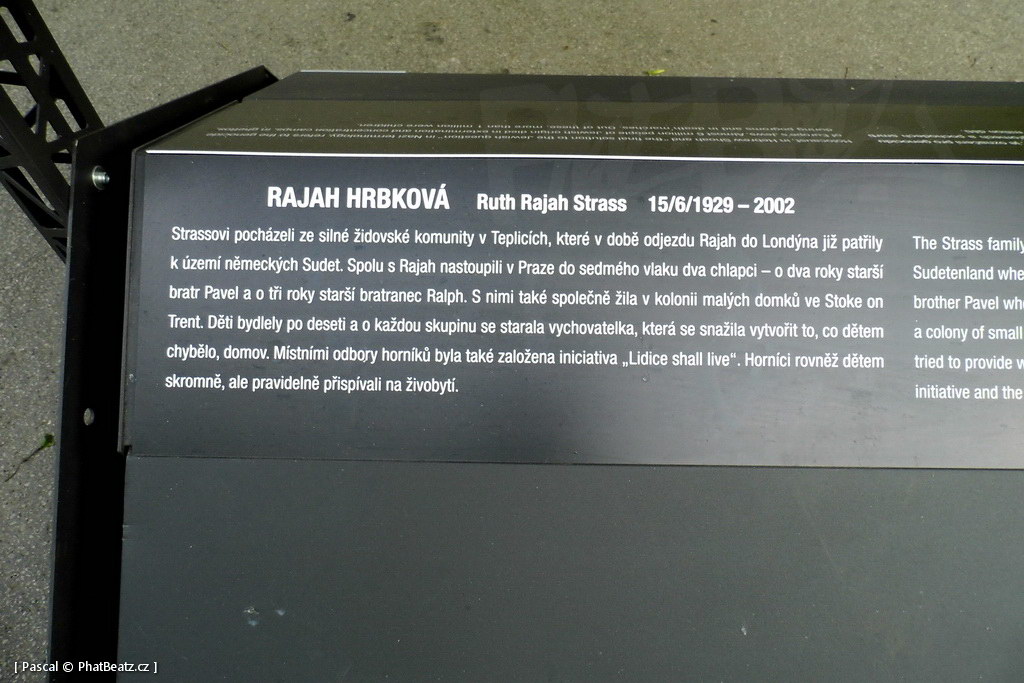 RAJAH HRBKOVÁ Ruth Rajah Strass 15/6/1929 – 2002
Strassovi pocházeli ze silné židovské komunity v Teplicích, které v době odjezdu Rajah do Londýna již patřily
k území německých Sudet. Spolu s Rajah nastoupili v Praze do sedmého vlaku dva chlapci – o dva roky starší
bratr Pavel a o tři roky starší bratranec Ralph. S nimi také společně žila v kolonii malých domků ve Stoke on
Trent. Děti bydlely po deseti a o každou skupinu se starala vychovatelka, která se snažila vytvořit to, co dětem
chybělo, domov. Místními odbory horníků byla také založena iniciativa „Lidice shall live“. Horníci rovněž dětem
skromně, ale pravidelně přispívali na živobytí.
The Strass family
Sudetenland whe
brother Pavel wh
a colony of small
tried to provide w
initiative and the
[ Pascal © PhatBeatz.cz ]